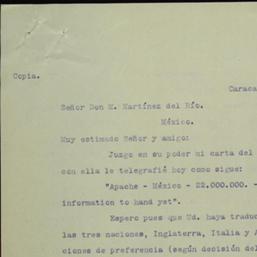 Copia.
Caraca
Señor Don M. Martínez del Río.
México.
Muy estimado Señor y amigo:
Juzgo en su poder mi carta del
con ella le telegrafié hoy como sigue:
"Apache - México - 22.000.000. -
information to hand yet".
Espero pues que Ud. haya traduc
las tres naciones, Inglaterra, Italia y A
ciones de preferencia (según decisión del